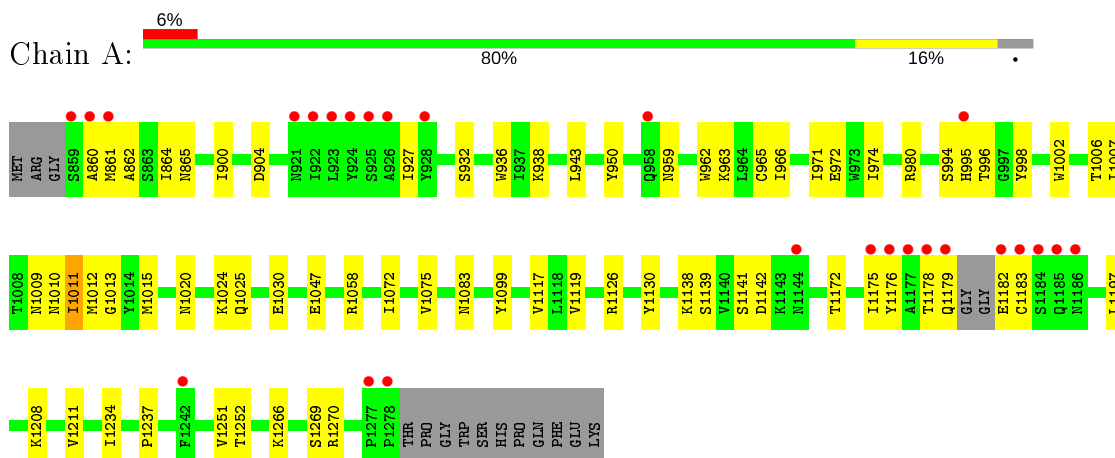 6%
Chain A:
80% 16% •
MET ARG GLY S859 A860 M861 A862 S863 I864 N865 I900 D904 N921 I922 L923 Y924 S925 A926 I927 Y928 S932 W936 I937 K938 L943 Y950 Q958 N959 W962 K963 L964 C965 I966 I971 E972 W973 I974 R980 S994 H995 T996 G997 Y998 W1002 T1006 I1007
T1008 N1009 N1010 I1011 M1012 G1013 Y1014 M1015 N1020 K1024 Q1025 E1030 E1047 R1058 I1072 V1075 N1083 Y1099 V1117 L1118 V1119 R1126 Y1130 K1138 S1139 V1140 S1141 D1142 K1143 N1144 T1172 I1175 Y1176 A1177 T1178 Q1179 GLY GLY E1182 C1183 S1184 Q1185 N1186
K1208 V1211 I1234 P1237 F1242 V1251 T1252 K1266 S1269 R1270 P1277 P1278 THR PRO GLY TRP SER HIS PRO GLN PHE GLU LYS